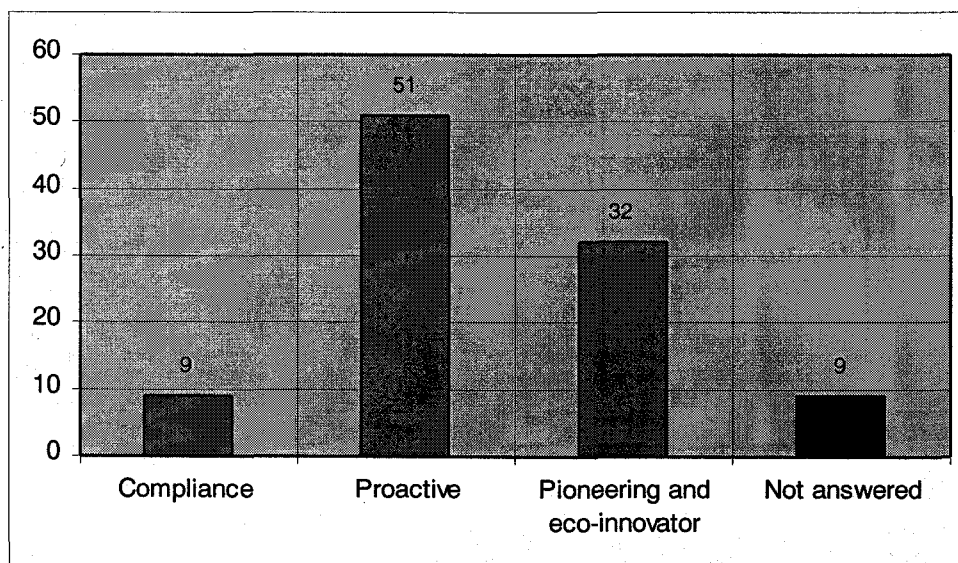 60
50
40
30
20
10
0
9
51
32
9
Compliance
Proactive
Pioneering and
eco-innovator
Not answered